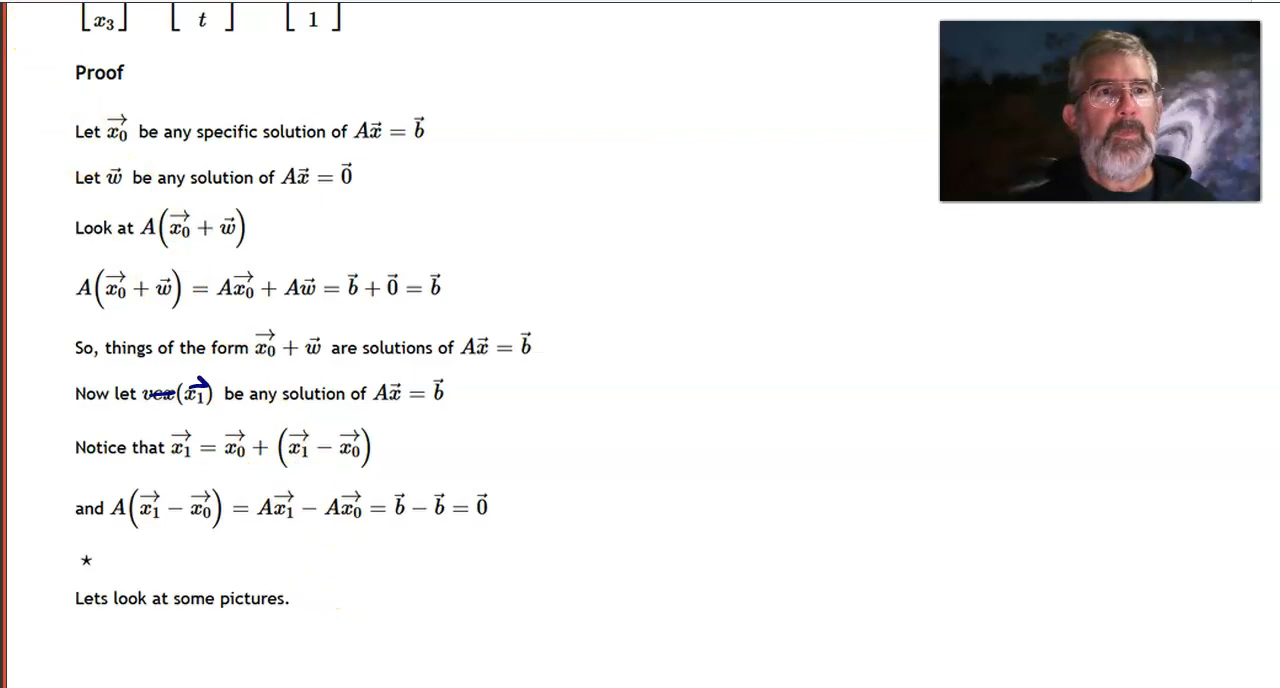 [x₃] [t] [1]
Proof
Let x₀⃗ be any specific solution of Ax⃗ = b⃗
Let w⃗ be any solution of Ax⃗ = 0⃗
Look at A(x₀⃗ + w⃗)
A(x₀⃗ + w⃗) = Ax₀⃗ + Aw⃗ = b⃗ + 0⃗ = b⃗
So, things of the form x₀⃗ + w⃗ are solutions of Ax⃗ = b⃗
Now let vex(x₁⃗) be any solution of Ax⃗ = b⃗
Notice that x₁⃗ = x₀⃗ + (x₁⃗ − x₀⃗)
and A(x₁⃗ − x₀⃗) = Ax₁⃗ − Ax₀⃗ = b⃗ − b⃗ = 0⃗
⋆
Lets look at some pictures.